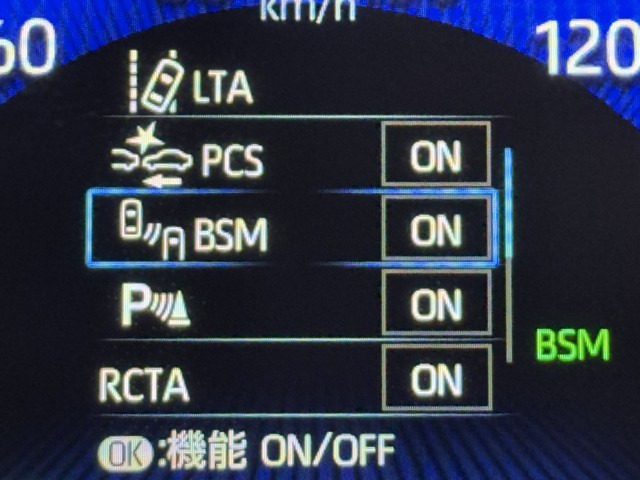 km/h
60
120
LTA
PCS ON
BSM ON
P ON
BSM
RCTA ON
OK:機能 ON/OFF